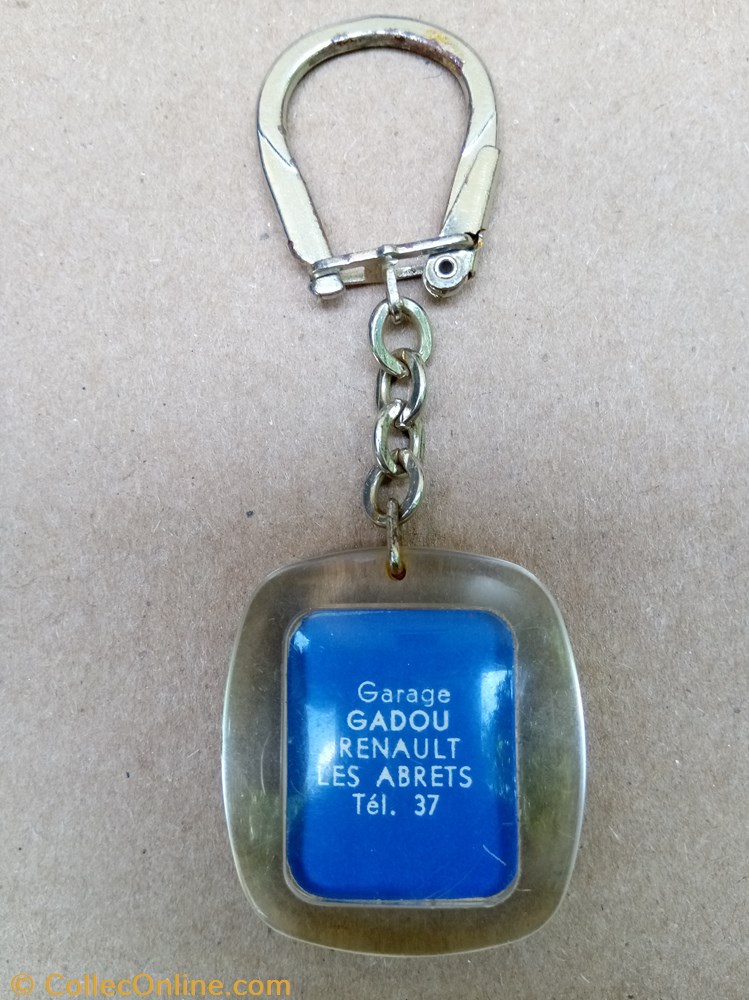 Garage
GADOU
RENAULT
LES ABRETS
Tél. 37
© CollecOnline.com